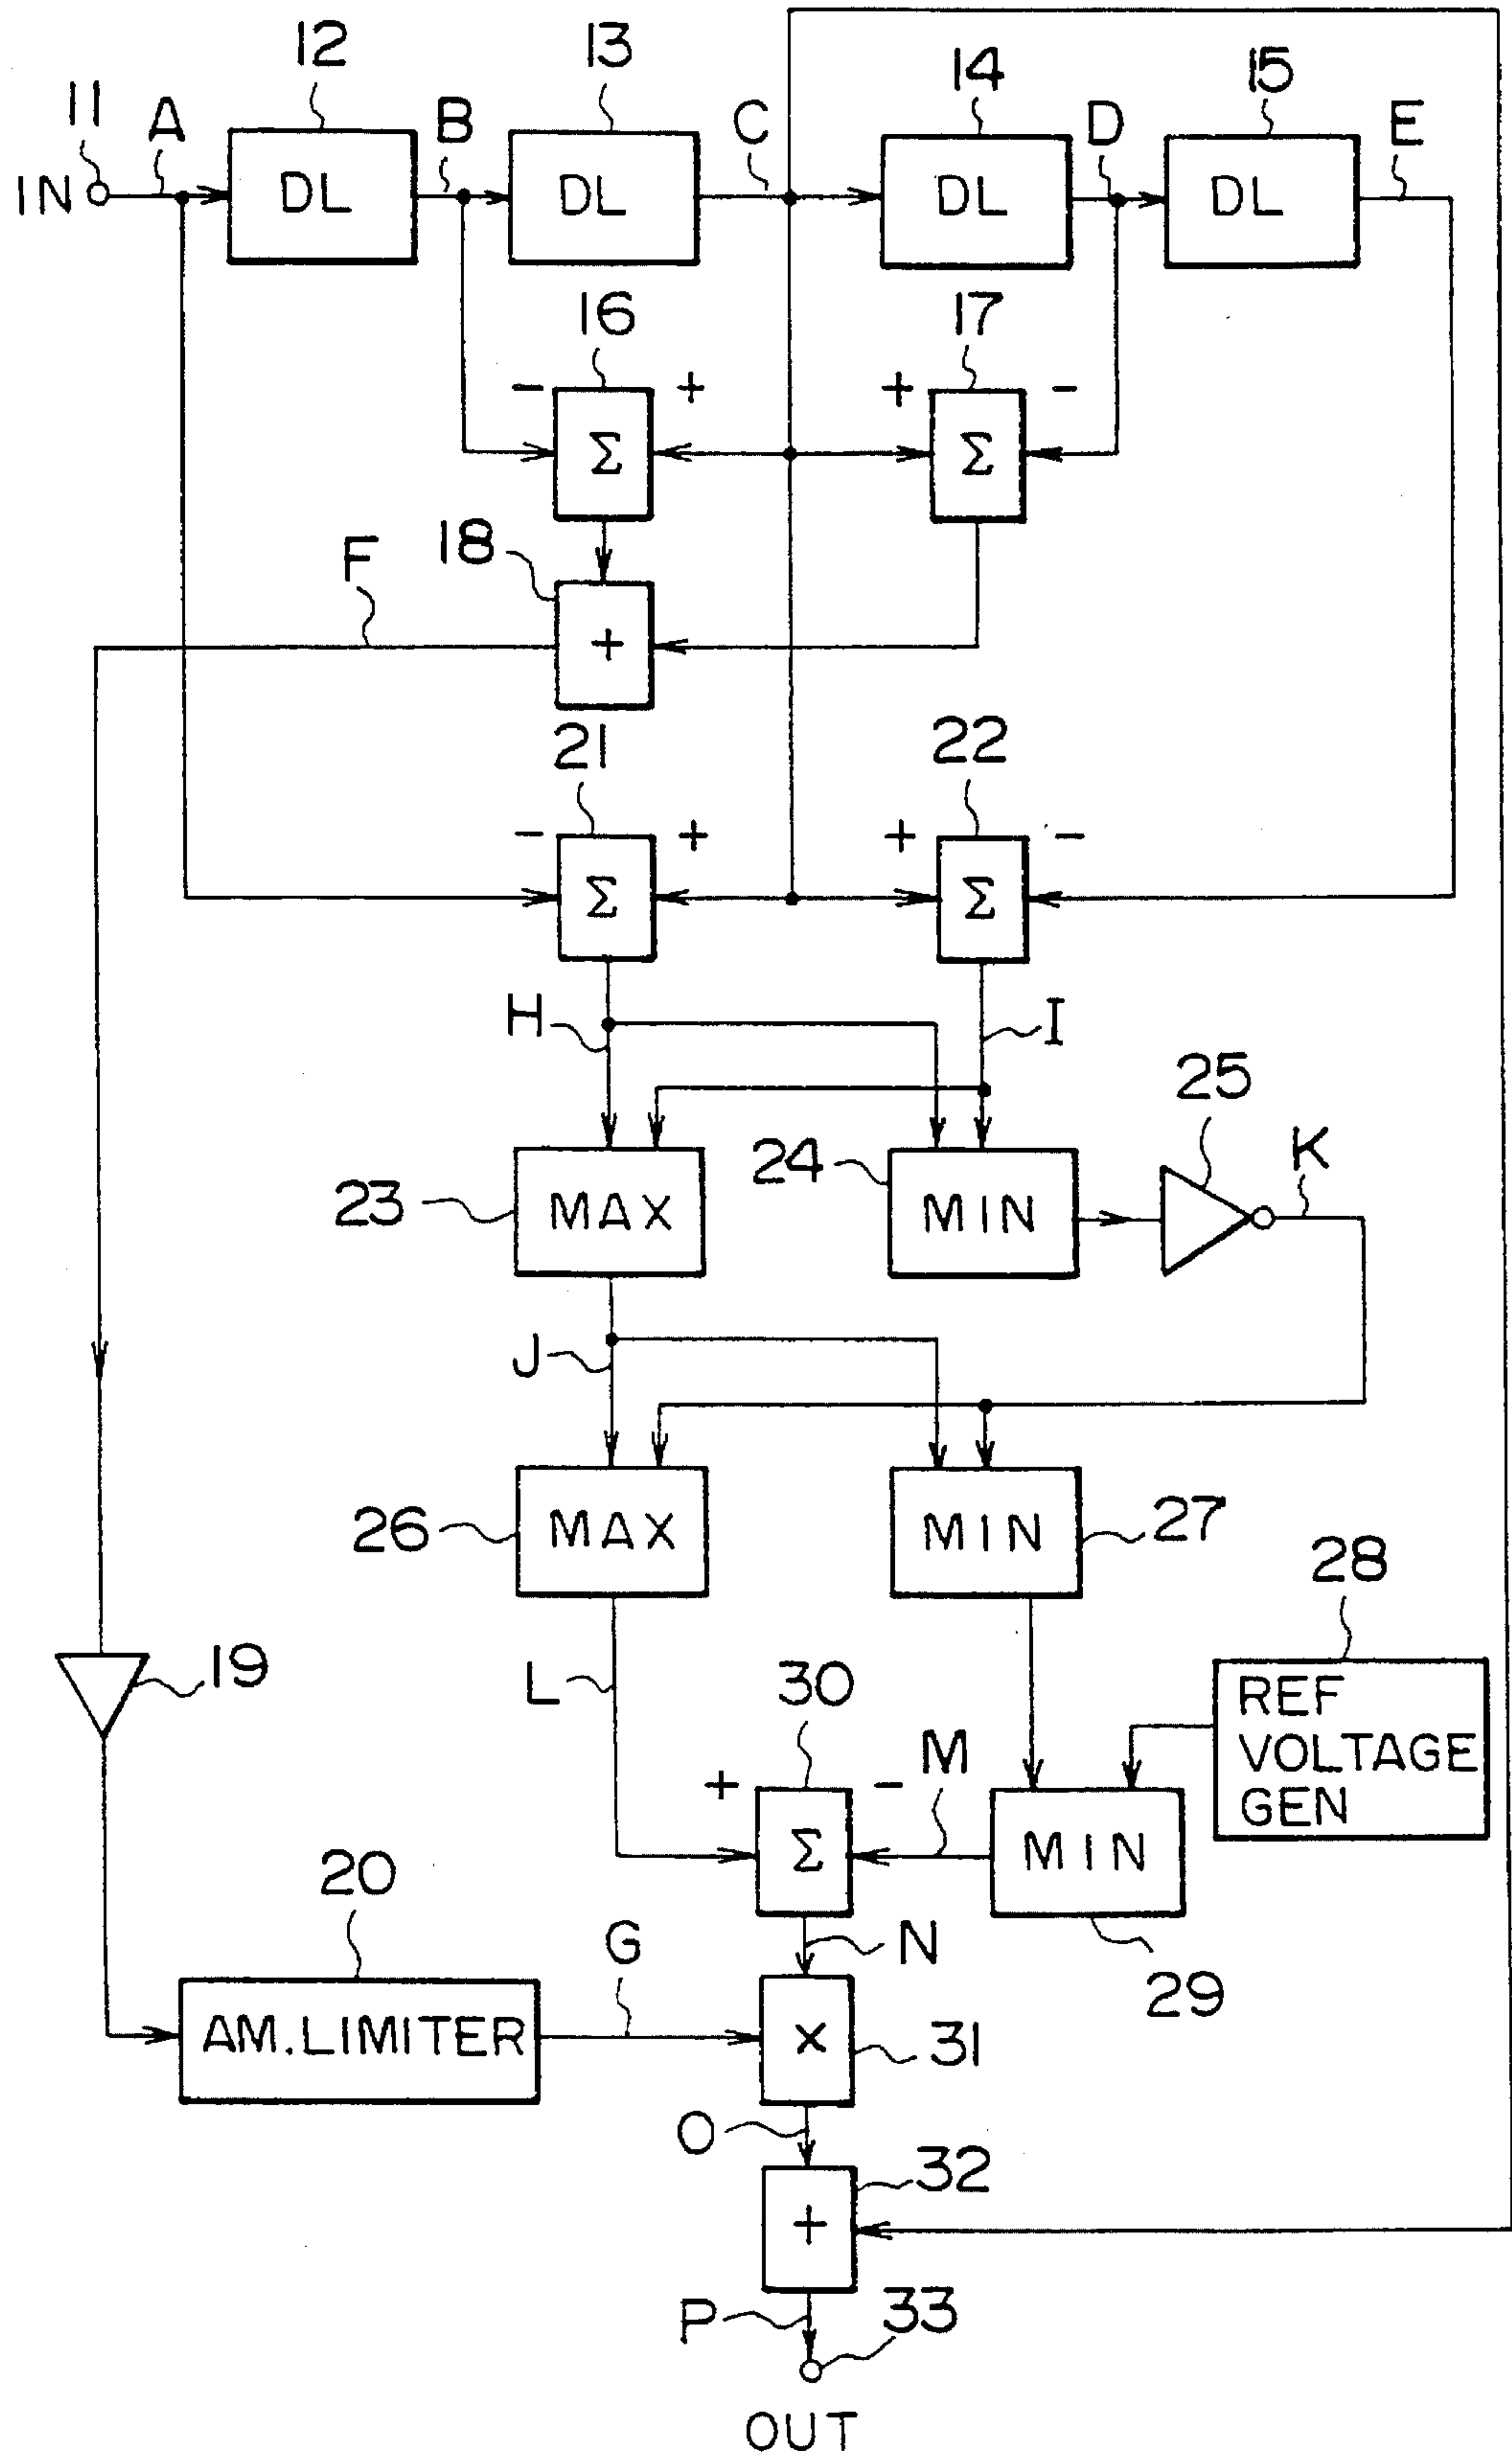 12
13
14
15
11
A
B
C
D
E
IN
DL
DL
DL
DL
16
17
-
+
+
-
Σ
Σ
18
F
+
21
22
-
+
+
-
Σ
Σ
H
I
25
24
K
23
MAX
MIN
J
26
MAX
MIN
27
28
19
L
30
REF
VOLTAGE
GEN
+
-
M
Σ
MIN
20
G
N
29
AM.LIMITER
×
31
O
32
+
P
33
OUT